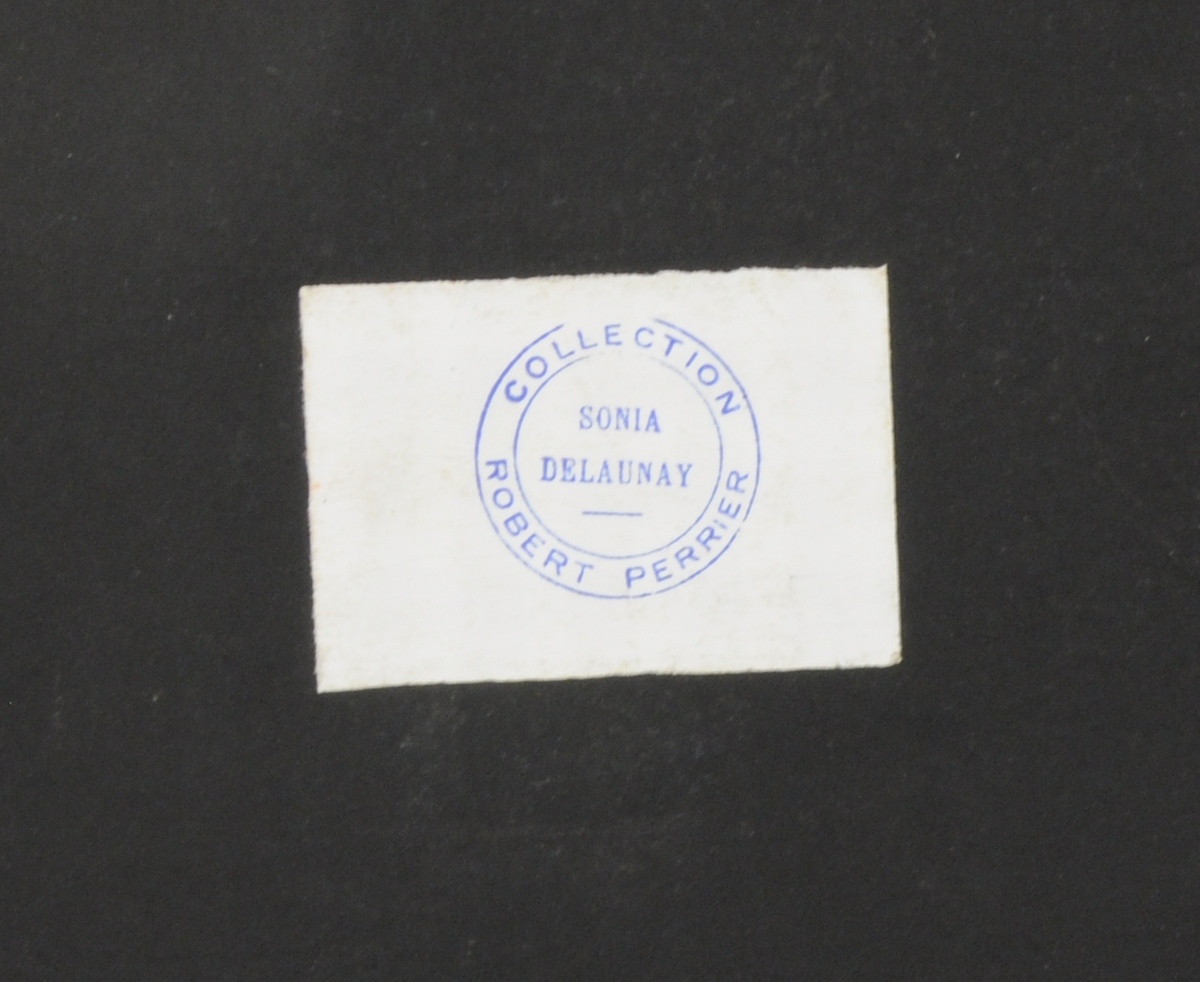 COLLECTION
SONIA
DELAUNAY
ROBERT PERRIER